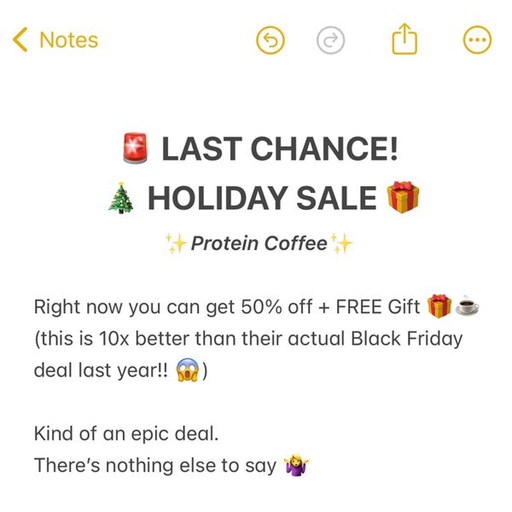 Notes
🚨 LAST CHANCE!
🎄 HOLIDAY SALE 🎁
✨Protein Coffee✨
Right now you can get 50% off + FREE Gift 🎁☕
(this is 10x better than their actual Black Friday
deal last year!! 😱)
Kind of an epic deal.
There’s nothing else to say 🤷‍♀️